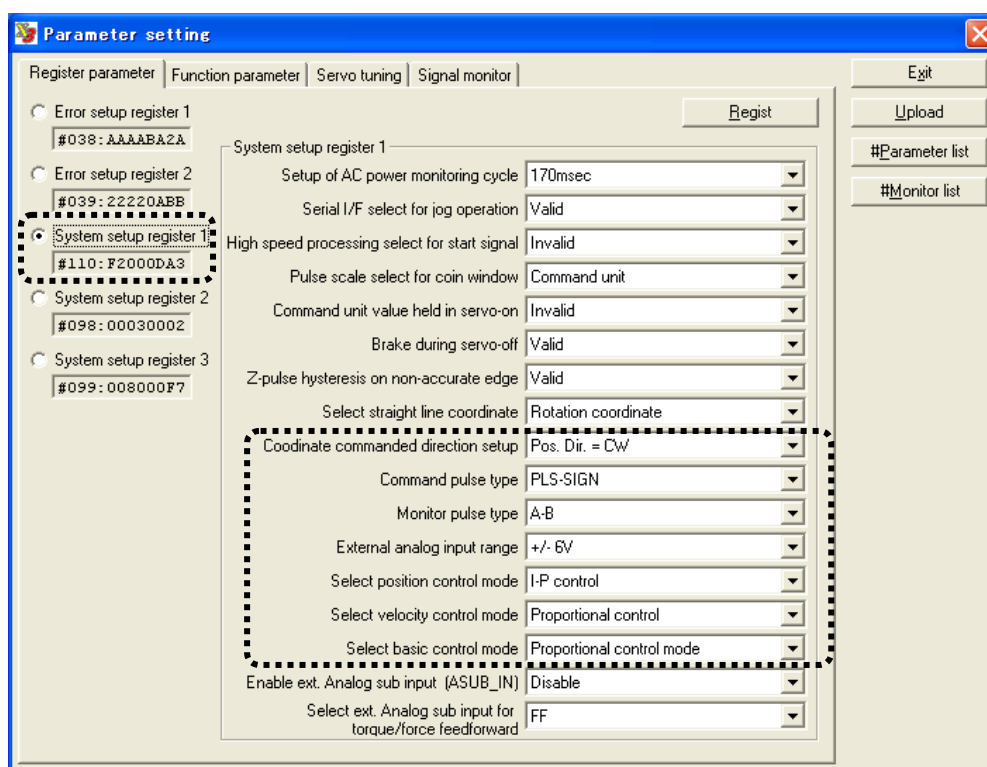 Parameter setting
Register parameter Function parameter Servo tuning Signal monitor
Exit
Upload
#Parameter list
#Monitor list
Regist
Error setup register 1
#038:AAAABA2A
Error setup register 2
#039:22220ABB
System setup register 1
#110:F2000DA3
System setup register 2
#098:00030002
System setup register 3
#099:008000F7
System setup register 1
Setup of AC power monitoring cycle 170msec
Serial I/F select for jog operation Valid
High speed processing select for start signal Invalid
Pulse scale select for coin window Command unit
Command unit value held in servo-on Invalid
Brake during servo-off Valid
Z-pulse hysteresis on non-accurate edge Valid
Select straight line coordinate Rotation coordinate
Coodinate commanded direction setup Pos. Dir. = CW
Command pulse type PLS-SIGN
Monitor pulse type A-B
External analog input range +/- 6V
Select position control mode I-P control
Select velocity control mode Proportional control
Select basic control mode Proportional control mode
Enable ext. Analog sub input (ASUB_IN) Disable
Select ext. Analog sub input for
torque/force feedforward FF